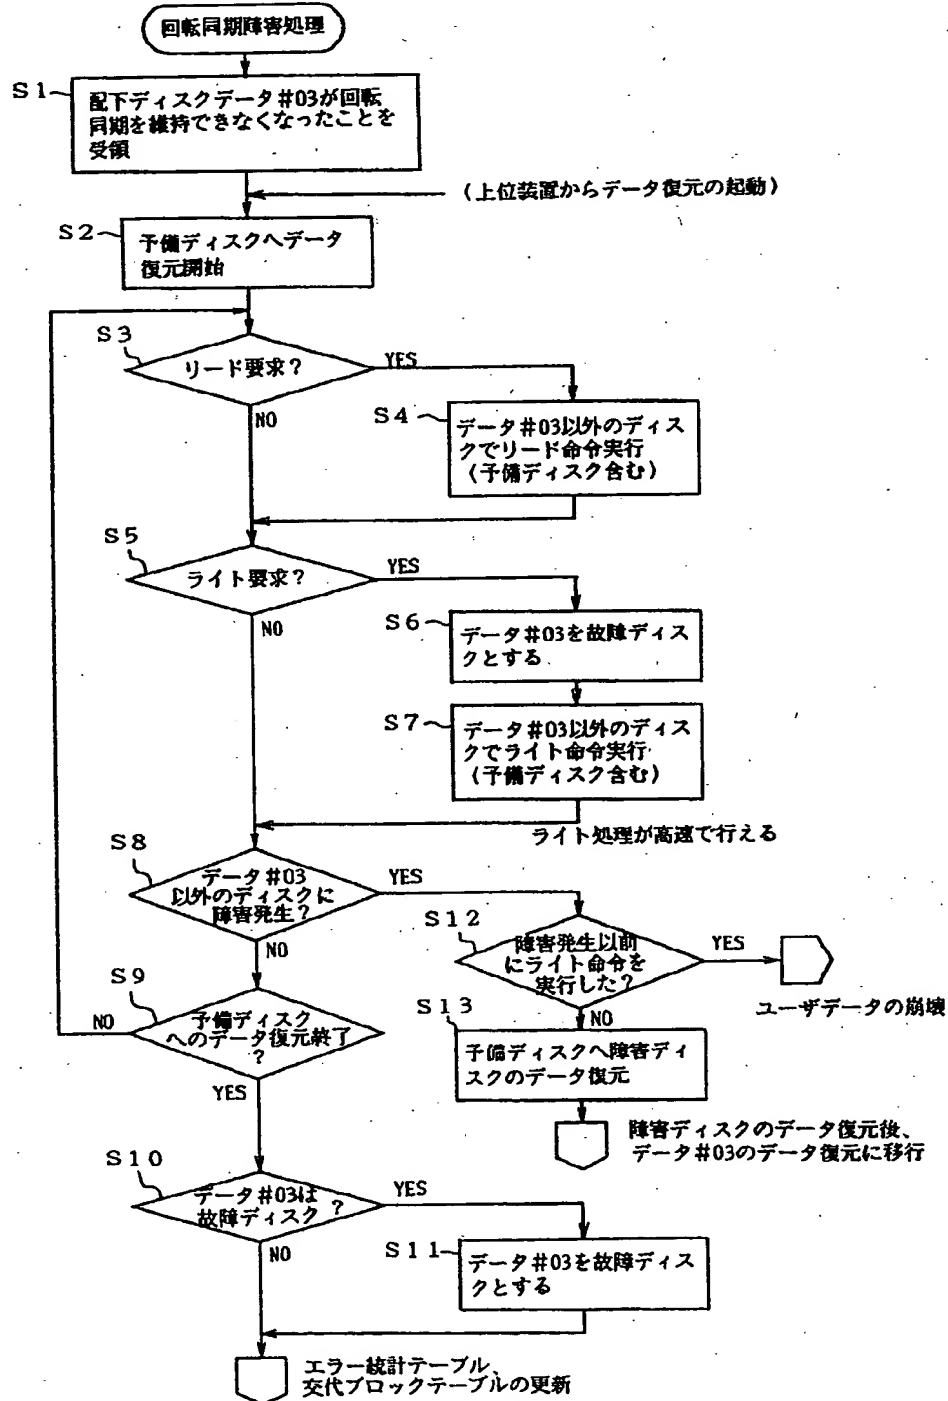 回転同期障害処理
S1
配下ディスクデータ#03が回転
同期を維持できなくなったことを
受領
(上位装置からデータ復元の起動)
S2
予備ディスクへデータ
復元開始
S3
リード要求?
YES
NO
S4
データ#03以外のディス
クでリード命令実行
(予備ディスク含む)
S5
ライト要求?
YES
NO
S6
データ#03を故障ディス
クとする
S7
データ#03以外のディス
クでライト命令実行
(予備ディスク含む)
ライト処理が高速で行える
S8
データ#03
以外のディスクに
障害発生?
YES
NO
S12
障害発生以前
にライト命令を
実行した?
YES
ユーザデータの崩壊
NO
S9
予備ディスク
へのデータ復元終了
?
NO
YES
S13
予備ディスクへ障害ディ
スクのデータ復元
障害ディスクのデータ復元後、
データ#03のデータ復元に移行
S10
データ#03は
故障ディスク ?
YES
NO
S11
データ#03を故障ディス
クとする
エラー統計テーブル、
交代ブロックテーブルの更新